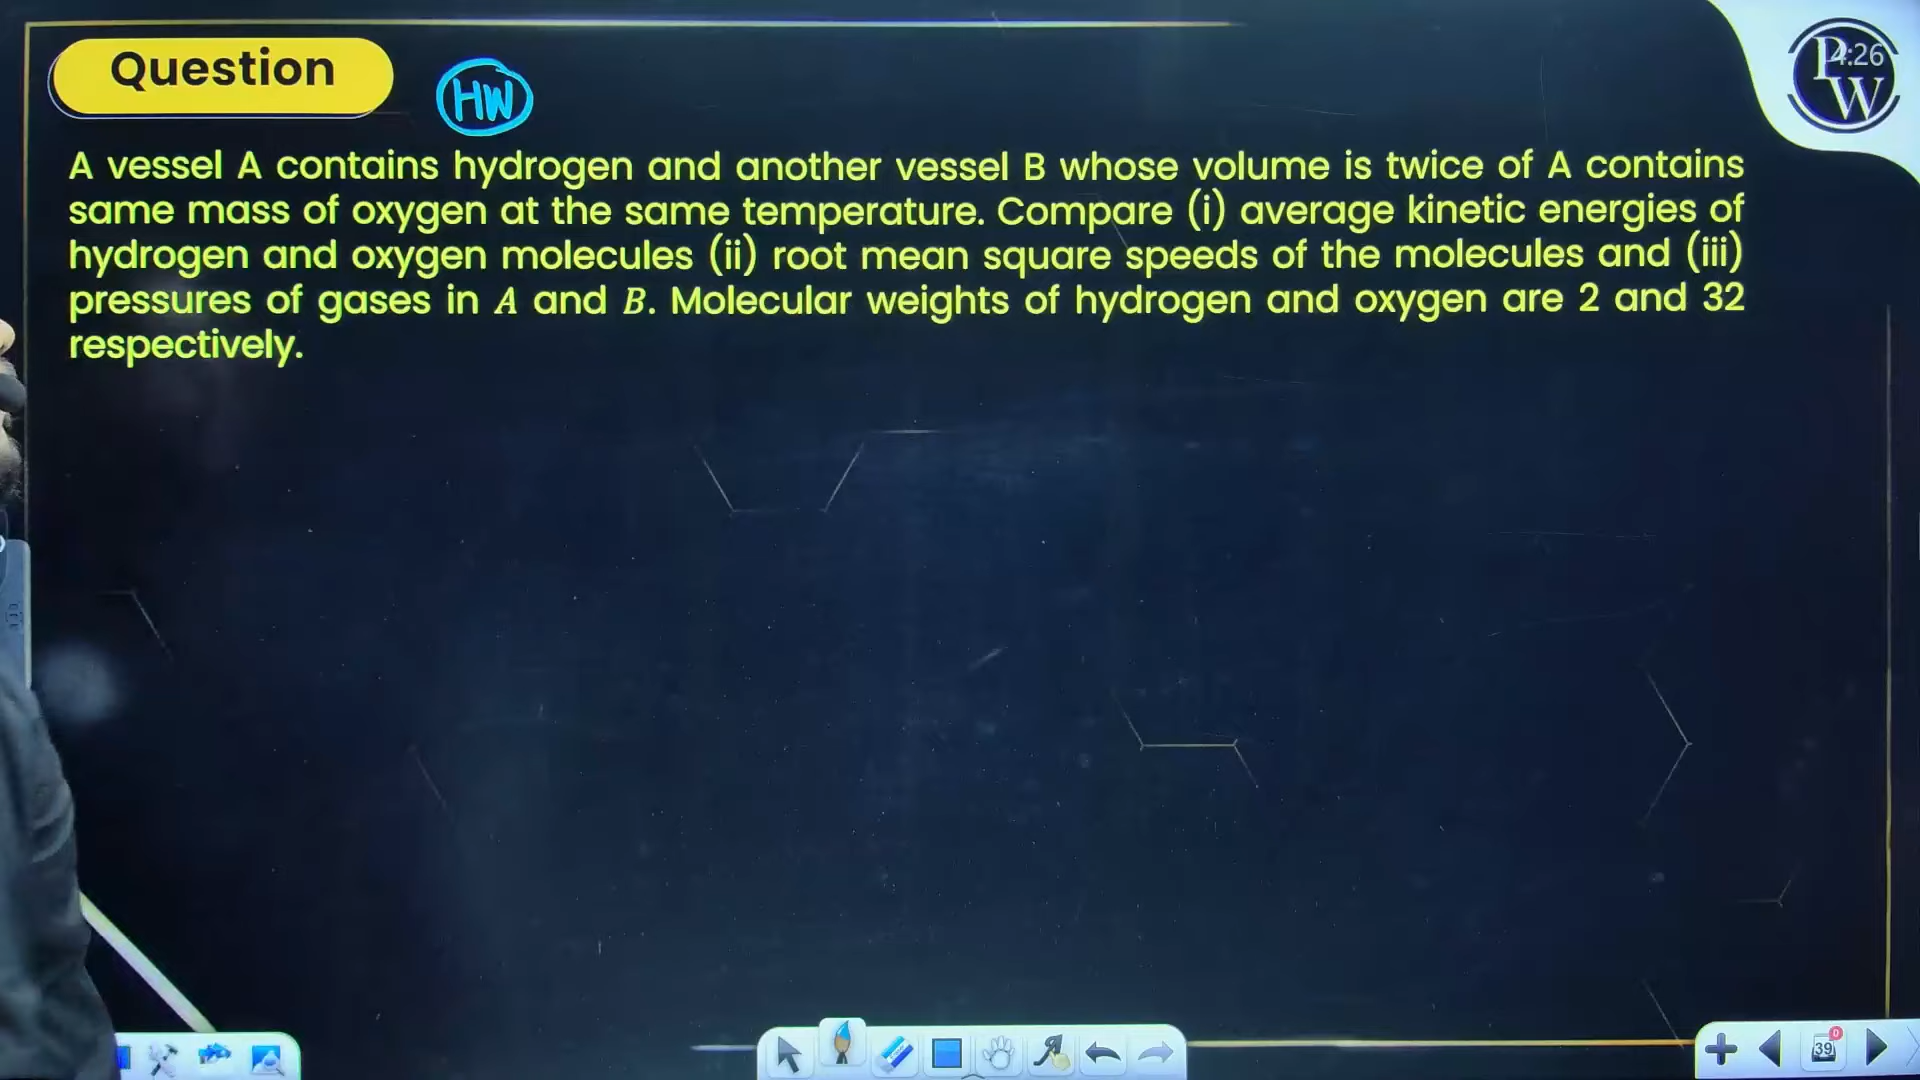 Question
HW
4:26
PW
A vessel A contains hydrogen and another vessel B whose volume is twice of A contains
same mass of oxygen at the same temperature. Compare (i) average kinetic energies of
hydrogen and oxygen molecules (ii) root mean square speeds of the molecules and (iii)
pressures of gases in A and B. Molecular weights of hydrogen and oxygen are 2 and 32
respectively.
39
0